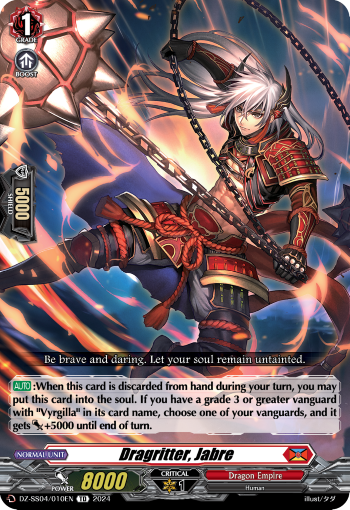 1
GRADE
BOOST
5000
SHIELD
Be brave and daring. Let your soul remain untainted.
AUTO:When this card is discarded from hand during your turn, you may
put this card into the soul. If you have a grade 3 or greater vanguard
with "Vyrgilla" in its card name, choose one of your vanguards, and it
gets +5000 until end of turn.
NORMAL UNIT
Dragritter, Jabre
POWER 8000
CRITICAL
1
Dragon Empire
Human
D DZ-SS04/010EN TD 2024
illust/タダ